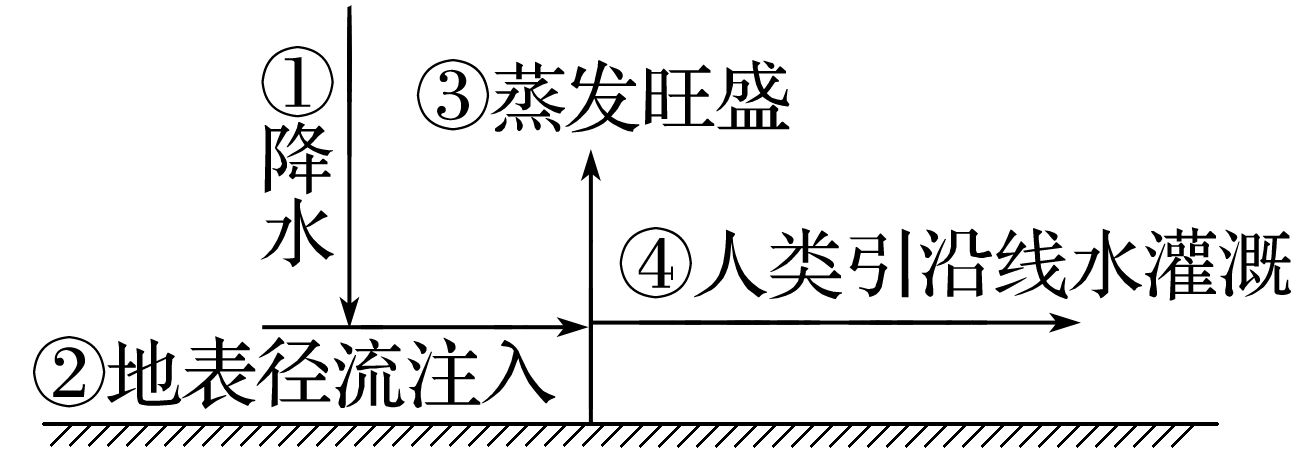 ①降水
③蒸发旺盛
④人类引沿线水灌溉
②地表径流注入